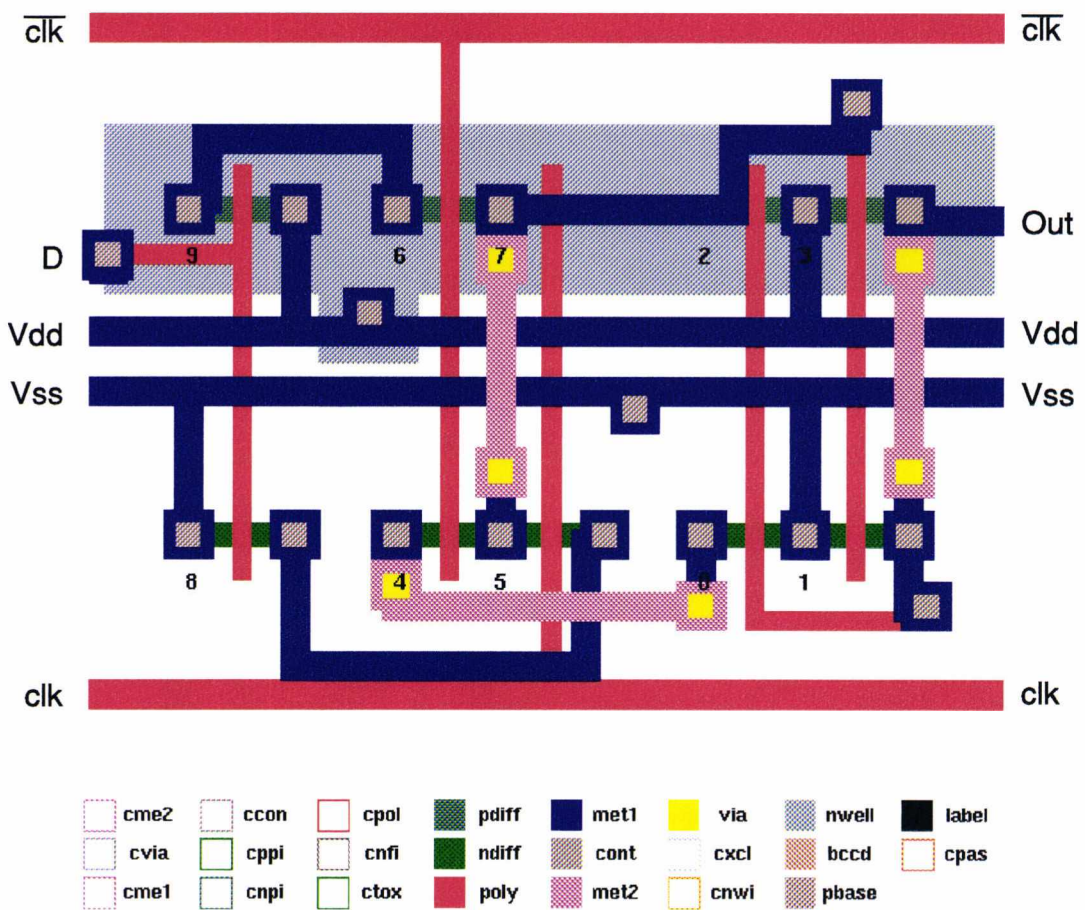 clk clk
9 6 7 2 3
D Out
Vdd Vdd
Vss Vss
8 4 5 0 1
clk clk
cme2 ccon cpol pdiff met1 via nwell label
cvia cppi cnfi ndiff cont cxcl bccd cpas
cme1 cnpi ctox poly met2 cnwi pbase